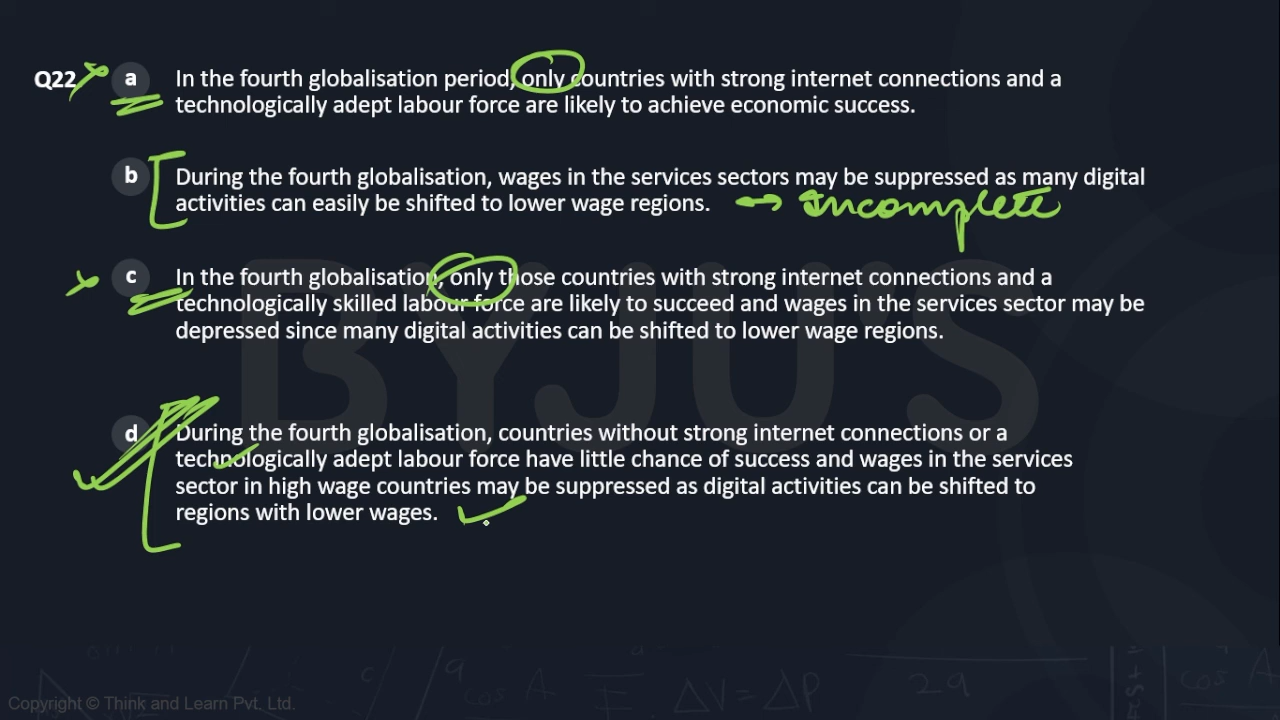 Q22 a In the fourth globalisation period, only countries with strong internet connections and a
technologically adept labour force are likely to achieve economic success.
b During the fourth globalisation, wages in the services sectors may be suppressed as many digital
activities can easily be shifted to lower wage regions. → Incomplete
c In the fourth globalisation, only those countries with strong internet connections and a
technologically skilled labour force are likely to succeed and wages in the services sector may be
depressed since many digital activities can be shifted to lower wage regions.
BYJU'S
d During the fourth globalisation, countries without strong internet connections or a
technologically adept labour force have little chance of success and wages in the services
sector in high wage countries may be suppressed as digital activities can be shifted to
regions with lower wages.
cos A ΔV = ΔP 29 cos A
Copyright © Think and Learn Pvt. Ltd.